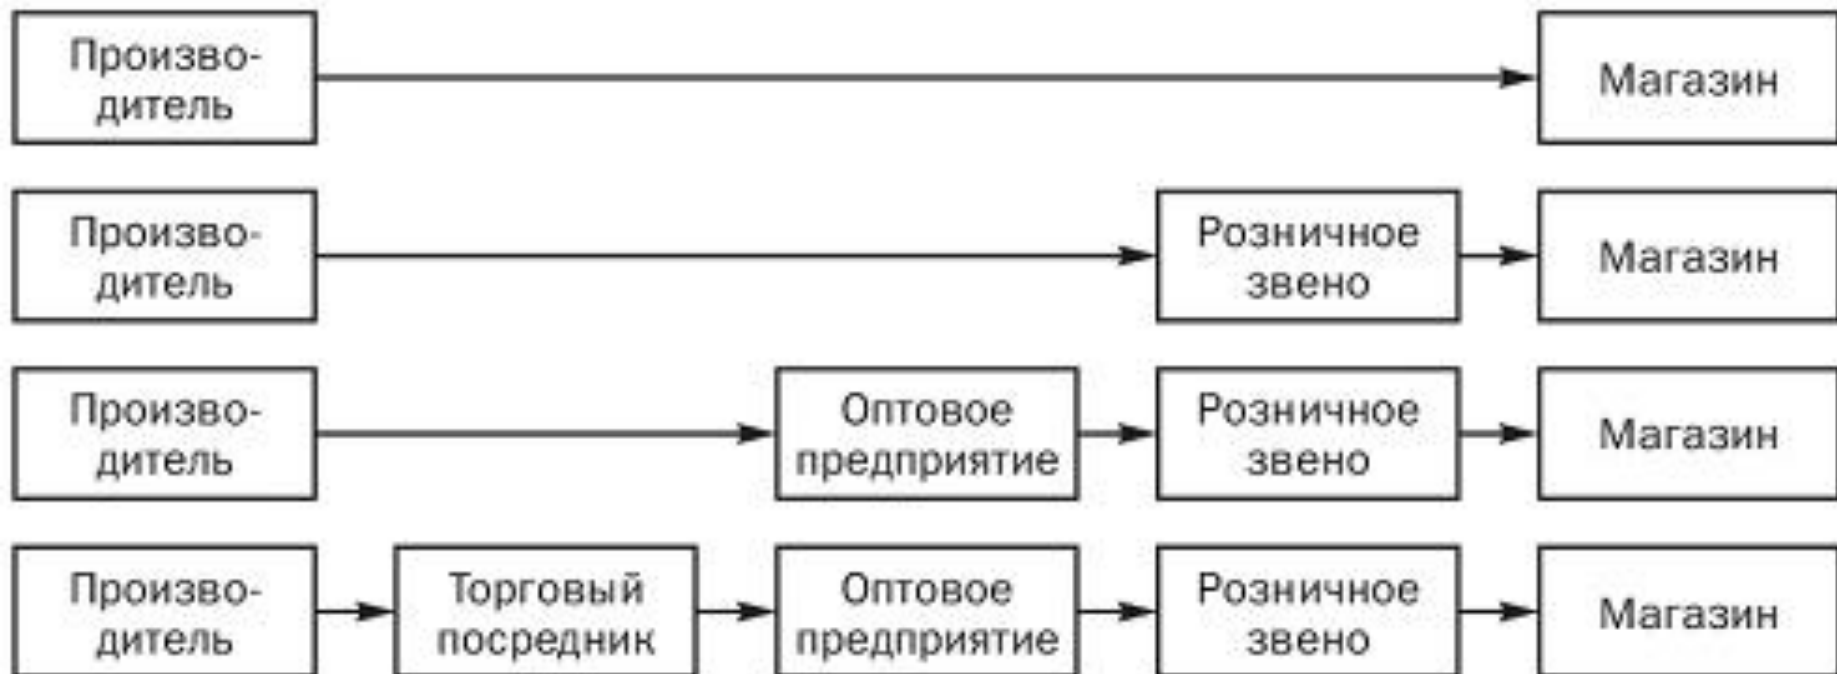 Произво-
дитель
Магазин
Произво-
дитель
Розничное
звено
Магазин
Произво-
дитель
Оптовое
предприятие
Розничное
звено
Магазин
Произво-
дитель
Торговый
посредник
Оптовое
предприятие
Розничное
звено
Магазин